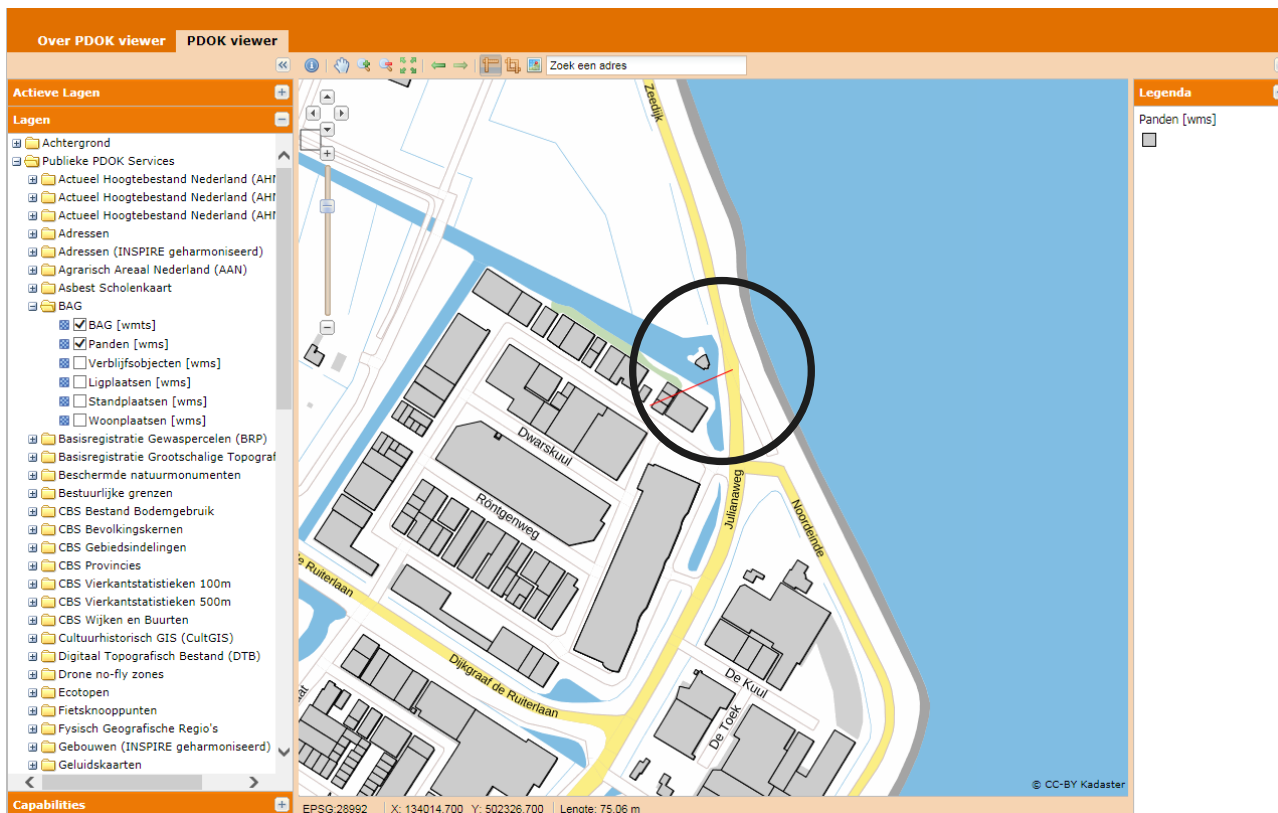 Over PDOK viewer
PDOK viewer
Zoek een adres
Actieve Lagen
Lagen
Achtergrond
Publieke PDOK Services
Actueel Hoogtebestand Nederland (AHN
Actueel Hoogtebestand Nederland (AHN
Actueel Hoogtebestand Nederland (AHN
Adressen
Adressen (INSPIRE geharmoniseerd)
Agrarisch Areaal Nederland (AAN)
Asbest Scholenkaart
BAG
BAG [wmts]
Panden [wms]
Verblijfsobjecten [wms]
Ligplaatsen [wms]
Standplaatsen [wms]
Woonplaatsen [wms]
Basisregistratie Gewaspercelen (BRP)
Basisregistratie Grootschalige Topograf
Beschermde natuurmonumenten
Bestuurlijke grenzen
CBS Bestand Bodemgebruik
CBS Bevolkingskernen
CBS Gebiedsindelingen
CBS Provincies
CBS Vierkantstatistieken 100m
CBS Vierkantstatistieken 500m
CBS Wijken en Buurten
Cultuurhistorisch GIS (CultGIS)
Digitaal Topografisch Bestand (DTB)
Drone no-fly zones
Ecotopen
Fietsknooppunten
Fysisch Geografische Regio's
Gebouwen (INSPIRE geharmoniseerd)
Geluidskaarten
Capabilities
Zeedijk
Dwarskuul
Röntgenweg
Julianaweg
Noordeinde
de Ruiterlaan
Dijkgraaf de Ruiterlaan
De Kuul
De Toek
© CC-BY Kadaster
EPSG:28992
X: 134014.700 Y: 502326.700
Lengte: 75.06 m
Legenda
Panden [wms]